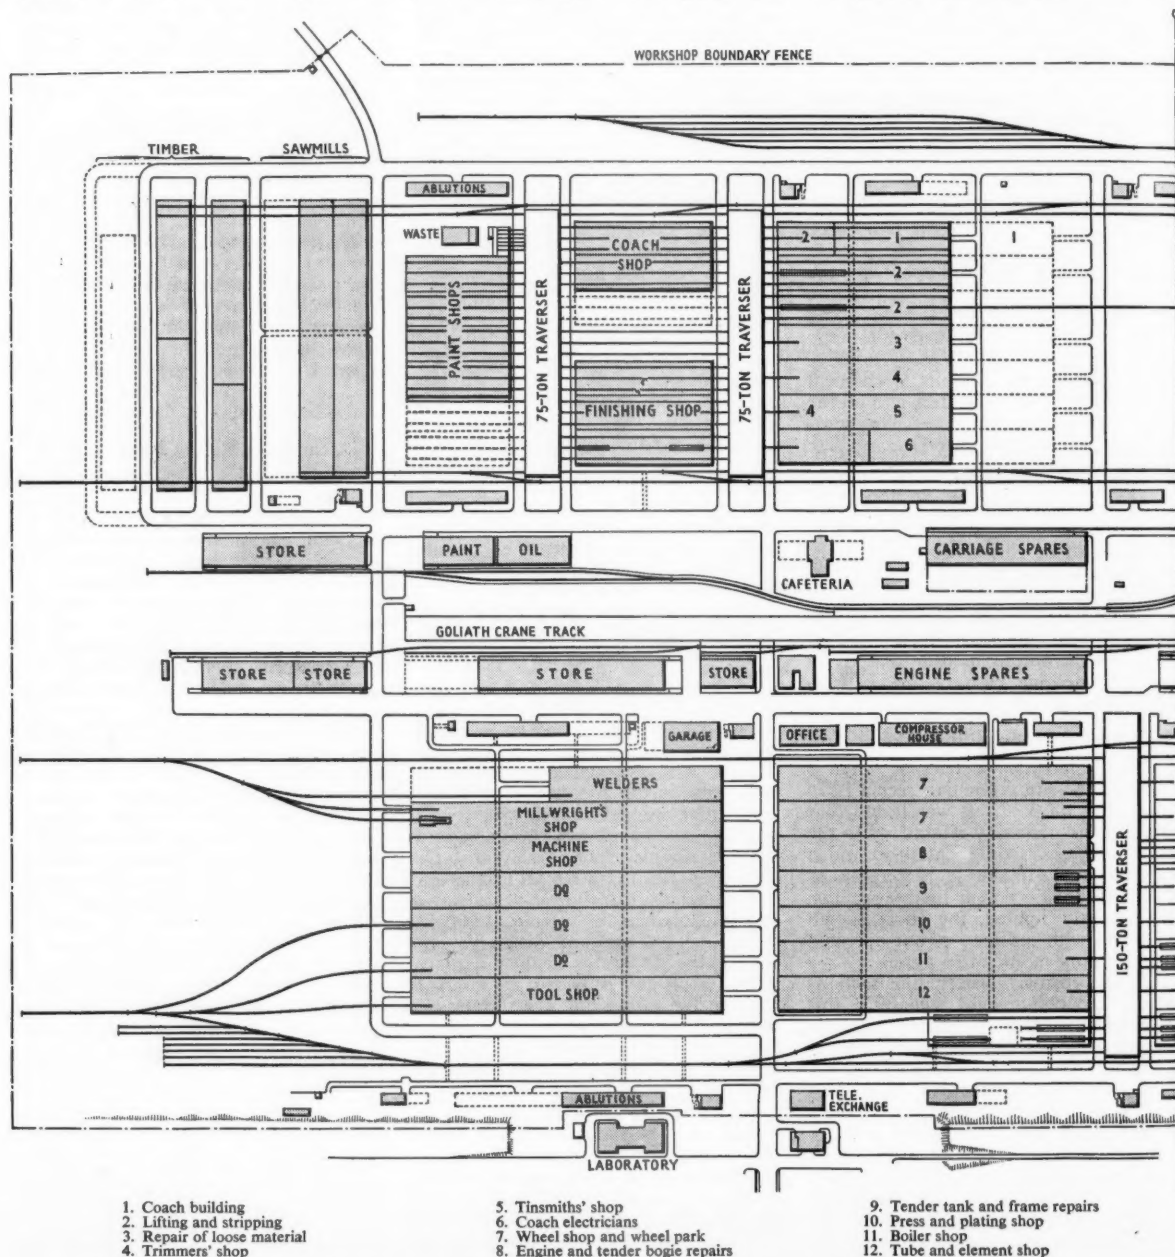 WORKSHOP BOUNDARY FENCE
TIMBER
SAWMILLS
ABLUTIONS
WASTE
PAINT SHOPS
75-TON TRAVERSER
COACH
SHOP
FINISHING SHOP
75-TON TRAVERSER
2
1
1
2
2
3
4
4
5
6
STORE
PAINT
OIL
CAFETERIA
CARRIAGE SPARES
GOLIATH CRANE TRACK
STORE
STORE
STORE
STORE
ENGINE SPARES
GARAGE
OFFICE
COMPRESSOR
HOUSE
WELDERS
MILLWRIGHTS
SHOP
MACHINE
SHOP
Dº
Dº
Dº
TOOL SHOP
7
7
8
9
10
11
12
150-TON TRAVERSER
ABLUTIONS
LABORATORY
TELE.
EXCHANGE
1. Coach building
2. Lifting and stripping
3. Repair of loose material
4. Trimmers' shop
5. Tinsmiths' shop
6. Coach electricians
7. Wheel shop and wheel park
8. Engine and tender bogie repairs
9. Tender tank and frame repairs
10. Press and plating shop
11. Boiler shop
12. Tube and element shop